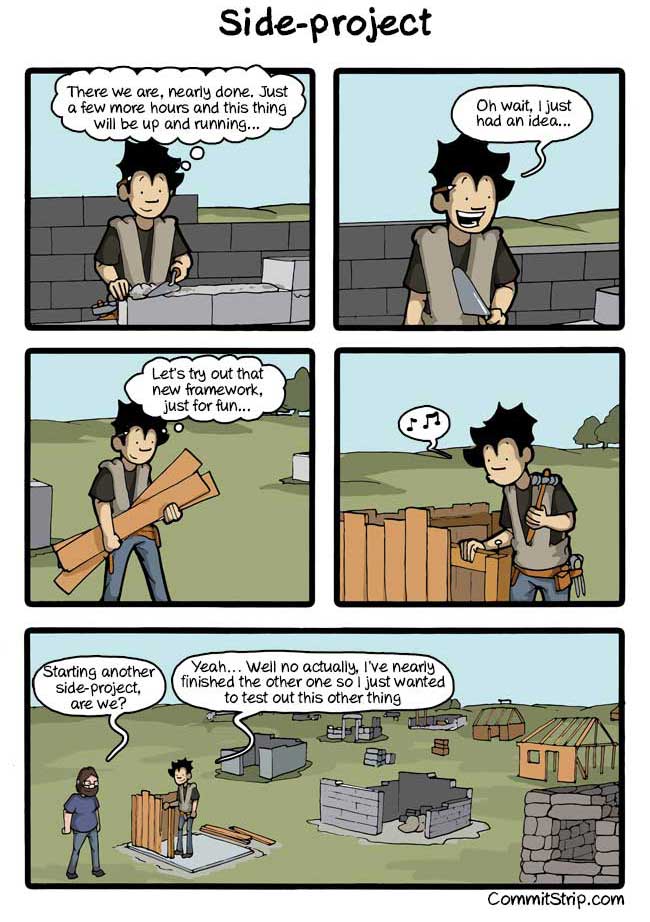 Side-project
There we are, nearly done. Just
a few more hours and this thing
will be up and running...
Oh wait, I just
had an idea...
Let's try out that
new framework,
just for fun...
Starting another
side-project,
are we?
Yeah... Well no actually, I've nearly
finished the other one so I just wanted
to test out this other thing
CommitStrip.com